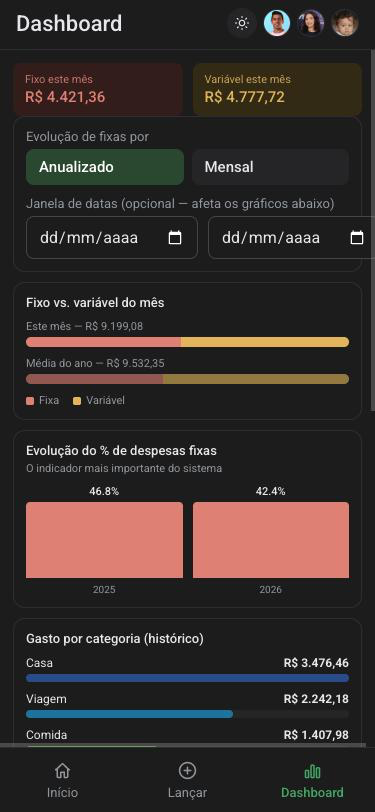 Dashboard
Fixo este mês
R$ 4.421,36
Variável este mês
R$ 4.777,72
Evolução de fixas por
Anualizado
Mensal
Janela de datas (opcional — afeta os gráficos abaixo)
dd/mm/aaaa
dd/mm/aaaa
Fixo vs. variável do mês
Este mês — R$ 9.199,08
Média do ano — R$ 9.532,35
Fixa
Variável
Evolução do % de despesas fixas
O indicador mais importante do sistema
46.8%
42.4%
2025
2026
Gasto por categoria (histórico)
Casa
R$ 3.476,46
Viagem
R$ 2.242,18
Comida
R$ 1.407,98
Início
Lançar
Dashboard